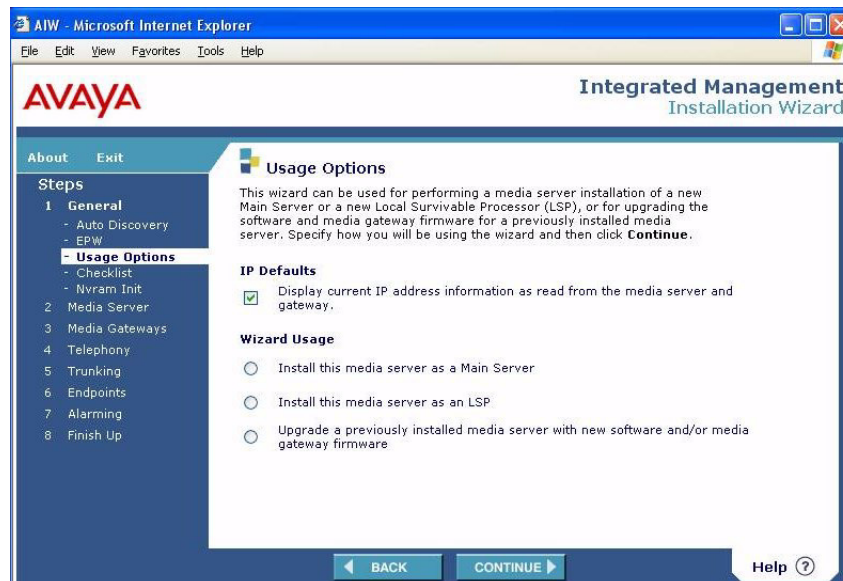 AIW - Microsoft Internet Explorer
File Edit View Favorites Tools Help
AVAYA
Integrated Management
Installation Wizard
About Exit
Steps
1 General
- Auto Discovery
- EPW
- Usage Options
- Checklist
- Nvram Init
2 Media Server
3 Media Gateways
4 Telephony
5 Trunking
6 Endpoints
7 Alarming
8 Finish Up
Usage Options
This wizard can be used for performing a media server installation of a new
Main Server or a new Local Survivable Processor (LSP), or for upgrading the
software and media gateway firmware for a previously installed media
server. Specify how you will be using the wizard and then click Continue.
IP Defaults
Display current IP address information as read from the media server and
gateway.
Wizard Usage
Install this media server as a Main Server
Install this media server as an LSP
Upgrade a previously installed media server with new software and/or media
gateway firmware
BACK
CONTINUE
Help ?